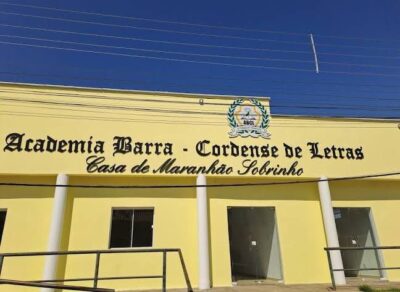 Academia Barra - Cordense de Letras
Casa de Maranhão Sobrinho